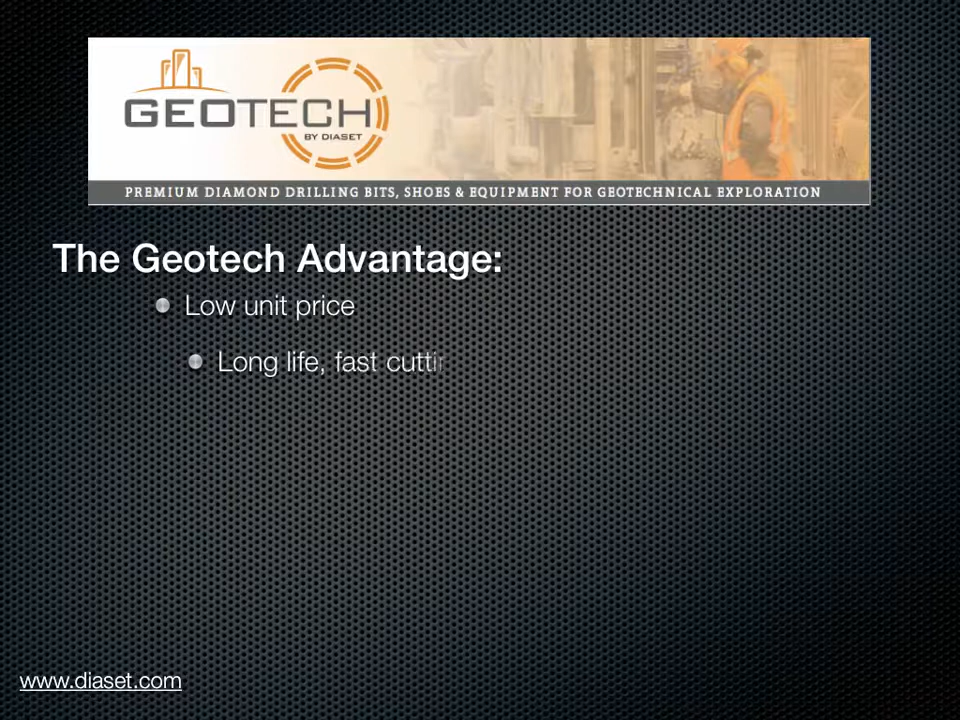 GEOTECH
BY DIASET
PREMIUM DIAMOND DRILLING BITS, SHOES & EQUIPMENT FOR GEOTECHNICAL EXPLORATION
The Geotech Advantage:
Low unit price
Long life, fast cutti
www.diaset.com